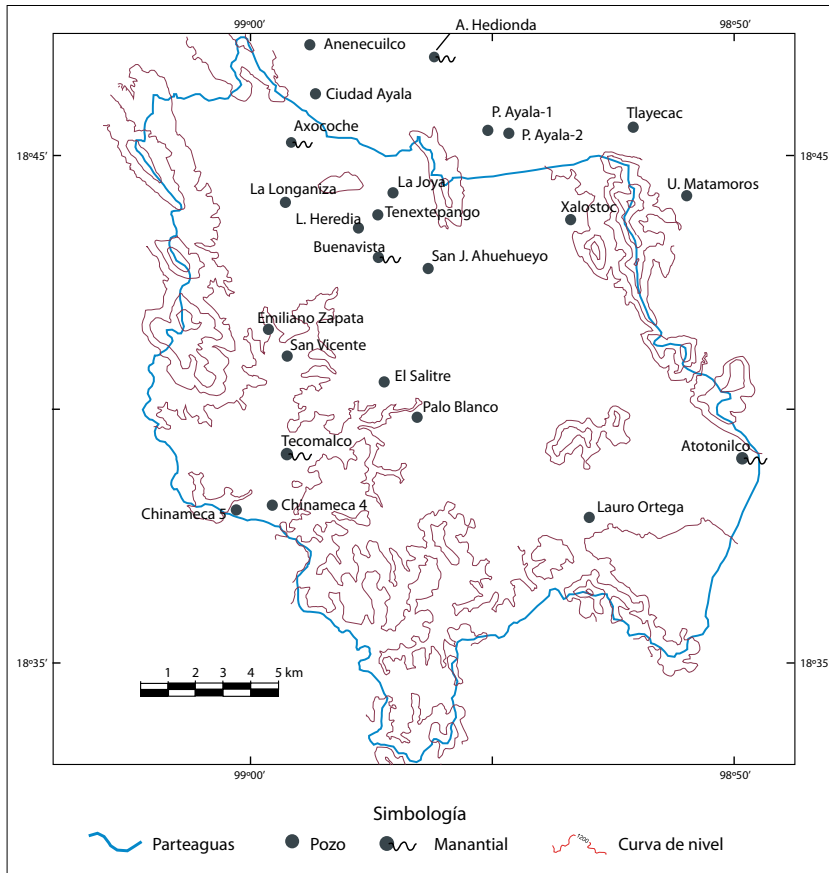 A. Hedionda
99°00'
98°50'
Anenecuilco
Ciudad Ayala
P. Ayala-1
Tlayecac
Axocoche
P. Ayala-2
18°45'
18°45'
La Joya
U. Matamoros
La Longaniza
Xalostoc
Tenextepango
L. Heredia
Buenavista
San J. Ahuehueyo
Emiliano Zapata
San Vicente
El Salitre
Palo Blanco
Tecomalco
Atotonilco
Chinameca 4
Lauro Ortega
Chinameca 5
18°35'
18°35'
1 2 3 4 5 km
99°00'
98°50'
Simbología
Parteaguas
Pozo
Manantial
1200
Curva de nivel